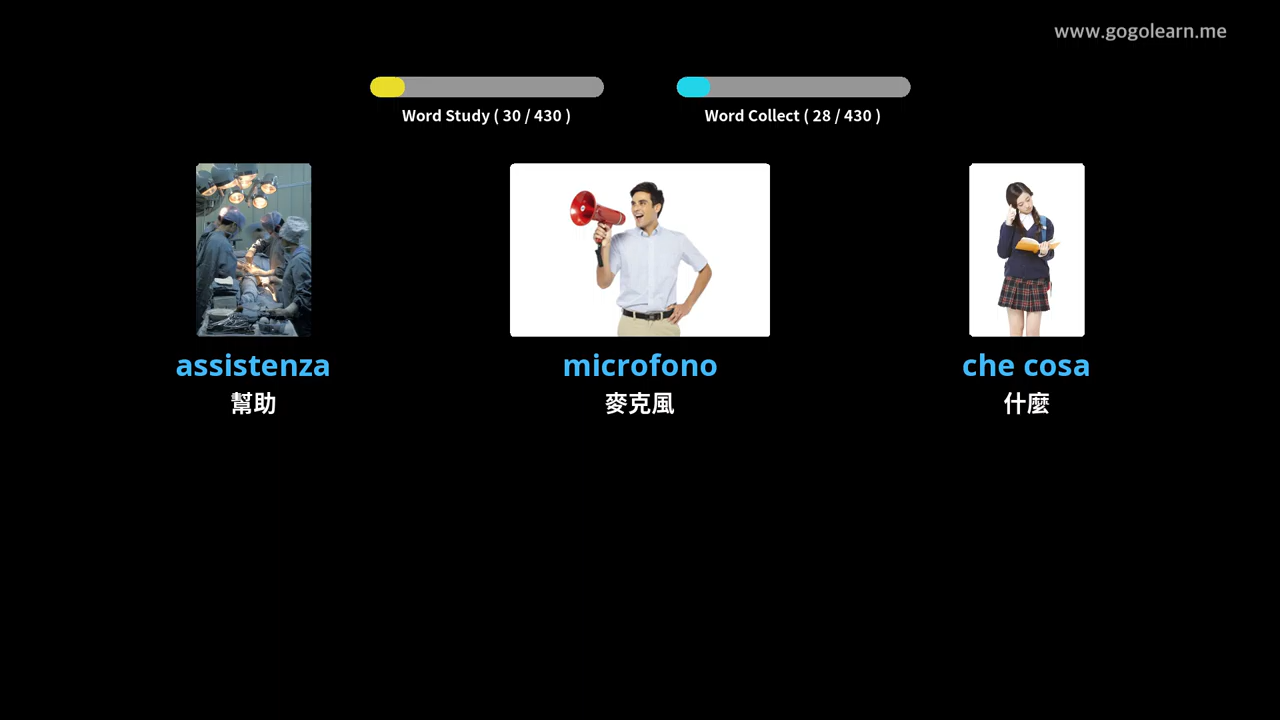 www.gogolearn.me
Word Study ( 30 / 430 )
Word Collect ( 28 / 430 )
assistenza
幫助
microfono
麥克風
che cosa
什麼